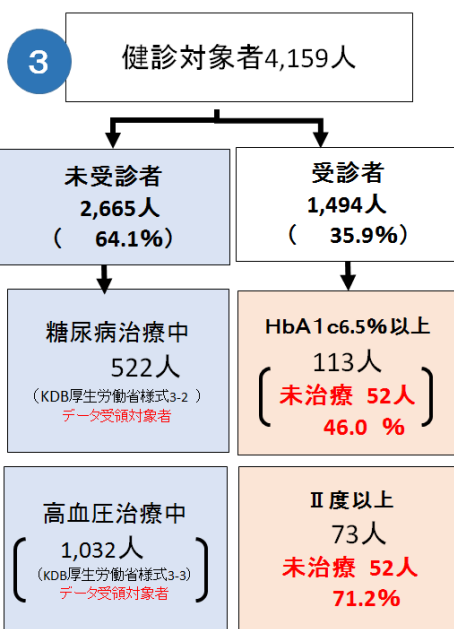 3
健診対象者4,159人
未受診者
2,665人
( 64.1%)
受診者
1,494人
( 35.9%)
糖尿病治療中
522人
(KDB厚生労働省様式3-2 )
データ受領対象者
HbA1c6.5%以上
113人
未治療 52人
46.0 %
高血圧治療中
1,032人
(KDB厚生労働省様式3-3)
データ受領対象者
Ⅱ度以上
73人
未治療 52人
71.2%